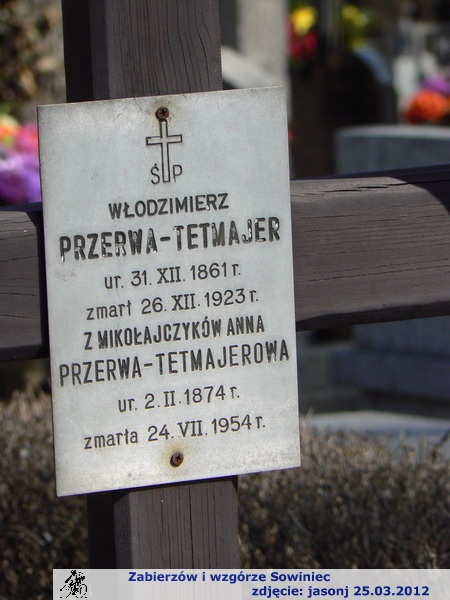 Ś P
WŁODZIMIERZ
PRZERWA-TETMAJER
ur. 31. XII. 1861 r.
zmarł 26. XII. 1923 r.
Z MIKOŁAJCZYKÓW ANNA
PRZERWA-TETMAJEROWA
ur. 2. II. 1874 r.
zmarła 24. VII. 1954 r.
Zabierzów i wzgórze Sowiniec
zdjęcie: jasonj 25.03.2012